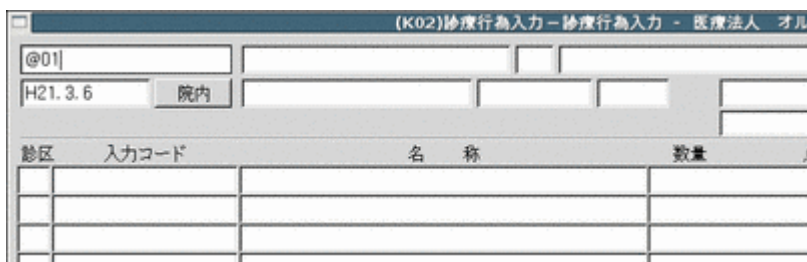 (K02)診療行為入力－診療行為入力 - 医療法人 オル
@01
H21. 3. 6 院内
診区 入力コード 名 称 数量